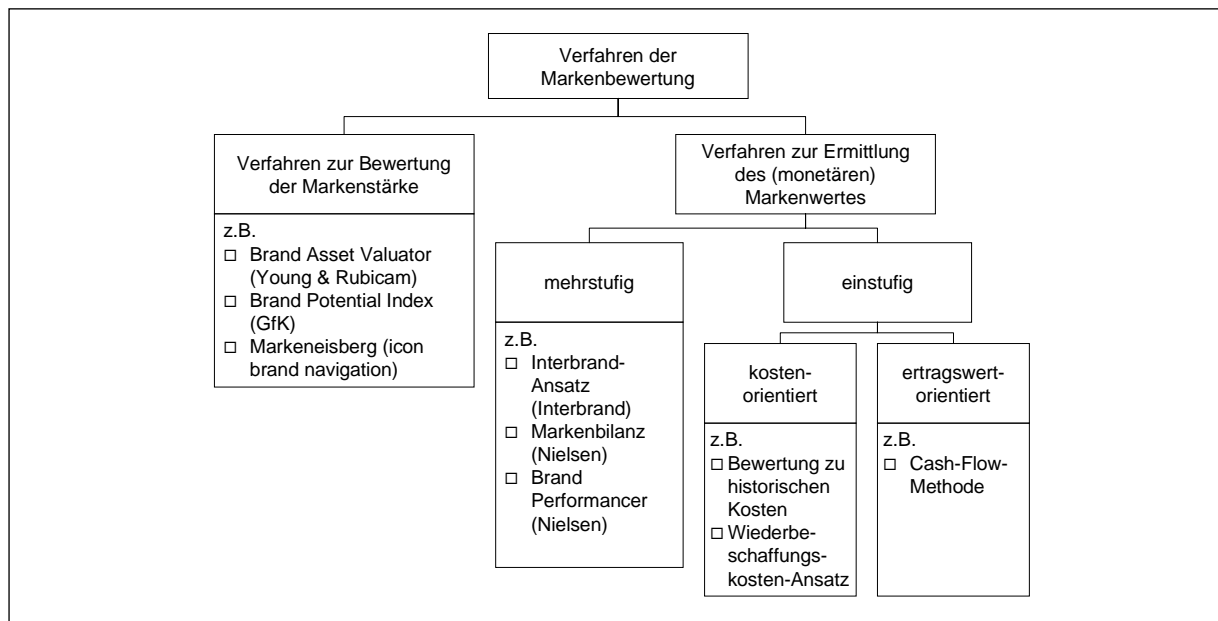 Verfahren der
Markenbewertung
Verfahren zur Bewertung
der Markenstärke
z.B.
Brand Asset Valuator
(Young & Rubicam)
Brand Potential Index
(GfK)
Markeneisberg (icon
brand navigation)
Verfahren zur Ermittlung
des (monetären)
Markenwertes
mehrstufig
z.B.
Interbrand-
Ansatz
(Interbrand)
Markenbilanz
(Nielsen)
Brand
Performancer
(Nielsen)
einstufig
kosten-
orientiert
z.B.
Bewertung zu
historischen
Kosten
Wiederbe-
schaffungs-
kosten-Ansatz
ertragswert-
orientiert
z.B.
Cash-Flow-
Methode